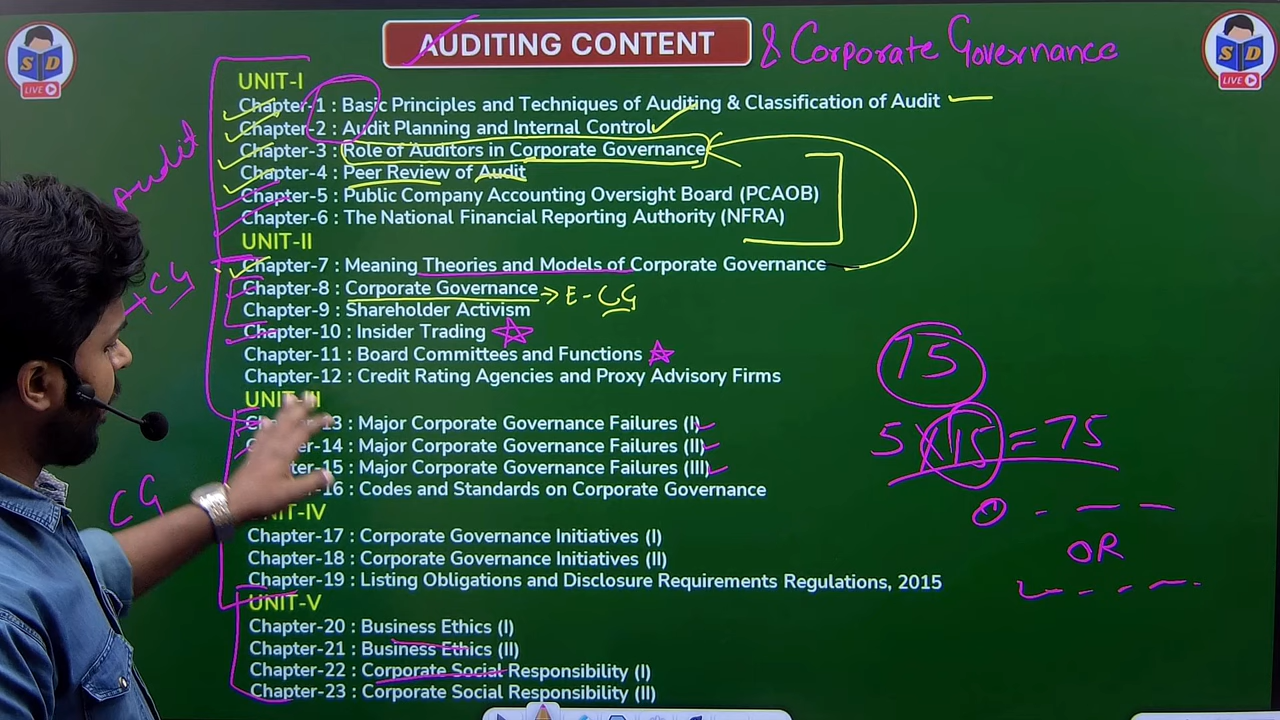 AUDITING CONTENT & Corporate Governance
S D
LIVE
S D
LIVE
UNIT-I
Chapter-1 : Basic Principles and Techniques of Auditing & Classification of Audit
Chapter-2 : Audit Planning and Internal Control
Chapter-3 : Role of Auditors in Corporate Governance
Chapter-4 : Peer Review of Audit
Chapter-5 : Public Company Accounting Oversight Board (PCAOB)
Chapter-6 : The National Financial Reporting Authority (NFRA)
Audit
UNIT-II
Chapter-7 : Meaning Theories and Models of Corporate Governance
Chapter-8 : Corporate Governance → E-CG
Chapter-9 : Shareholder Activism
Chapter-10 : Insider Trading
Chapter-11 : Board Committees and Functions
Chapter-12 : Credit Rating Agencies and Proxy Advisory Firms
+CG
UNIT-III
13 : Major Corporate Governance Failures (I)
-14 : Major Corporate Governance Failures (II)
ter-15 : Major Corporate Governance Failures (III)
-16 : Codes and Standards on Corporate Governance
CG
UNIT-IV
Chapter-17 : Corporate Governance Initiatives (I)
Chapter-18 : Corporate Governance Initiatives (II)
Chapter-19 : Listing Obligations and Disclosure Requirements Regulations, 2015
UNIT-V
Chapter-20 : Business Ethics (I)
Chapter-21 : Business Ethics (II)
Chapter-22 : Corporate Social Responsibility (I)
Chapter-23 : Corporate Social Responsibility (II)
75
5 X 15 = 75
OR